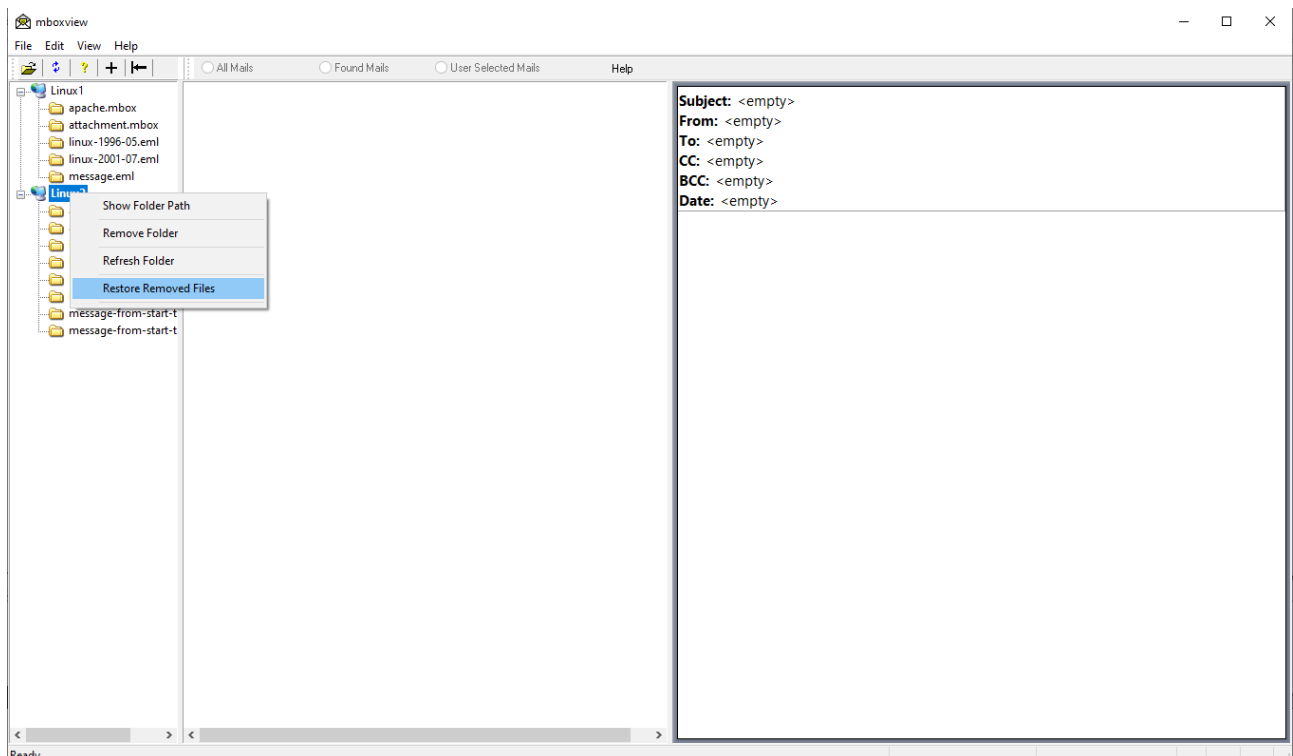 mboxview
File Edit View Help
? All Mails Found Mails User Selected Mails Help
Linux1
apache.mbox
attachment.mbox
linux-1996-05.eml
linux-2001-07.eml
message.eml
Show Folder Path
Remove Folder
Refresh Folder
Restore Removed Files
message-from-start-t
message-from-start-t
Subject: <empty>
From: <empty>
To: <empty>
CC: <empty>
BCC: <empty>
Date: <empty>
Ready